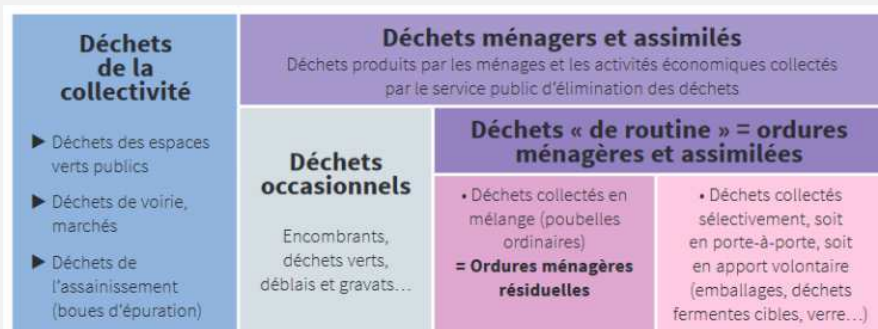 Déchets
de la
collectivité
▶ Déchets des espaces
verts publics
▶ Déchets de voirie,
marchés
▶ Déchets de
l'assainissement
(boues d'épuration)
Déchets ménagers et assimilés
Déchets produits par les ménages et les activités économiques collectés
par le service public d'élimination des déchets
Déchets
occasionnels
Encombrants,
déchets verts,
déblais et gravats...
Déchets « de routine » = ordures
ménagères et assimilées
• Déchets collectés en
mélange (poubelles
ordinaires)
= Ordures ménagères
résiduelles
• Déchets collectés
sélectivement, soit
en porte-à-porte, soit
en apport volontaire
(emballages, déchets
fermentes cibles, verre...)